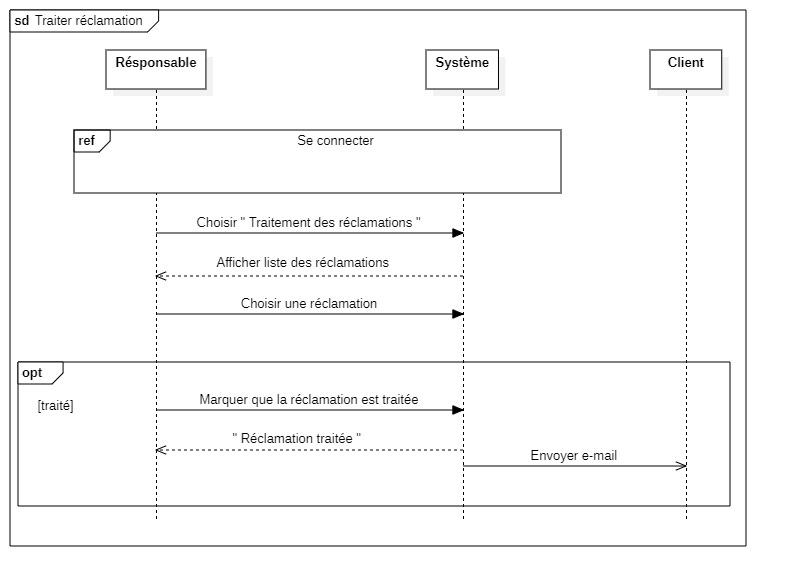 sd Traiter réclamation
Résponsable
Système
Client
ref
Se connecter
Choisir " Traitement des réclamations "
Afficher liste des réclamations
Choisir une réclamation
opt
[traité]
Marquer que la réclamation est traitée
" Réclamation traitée "
Envoyer e-mail